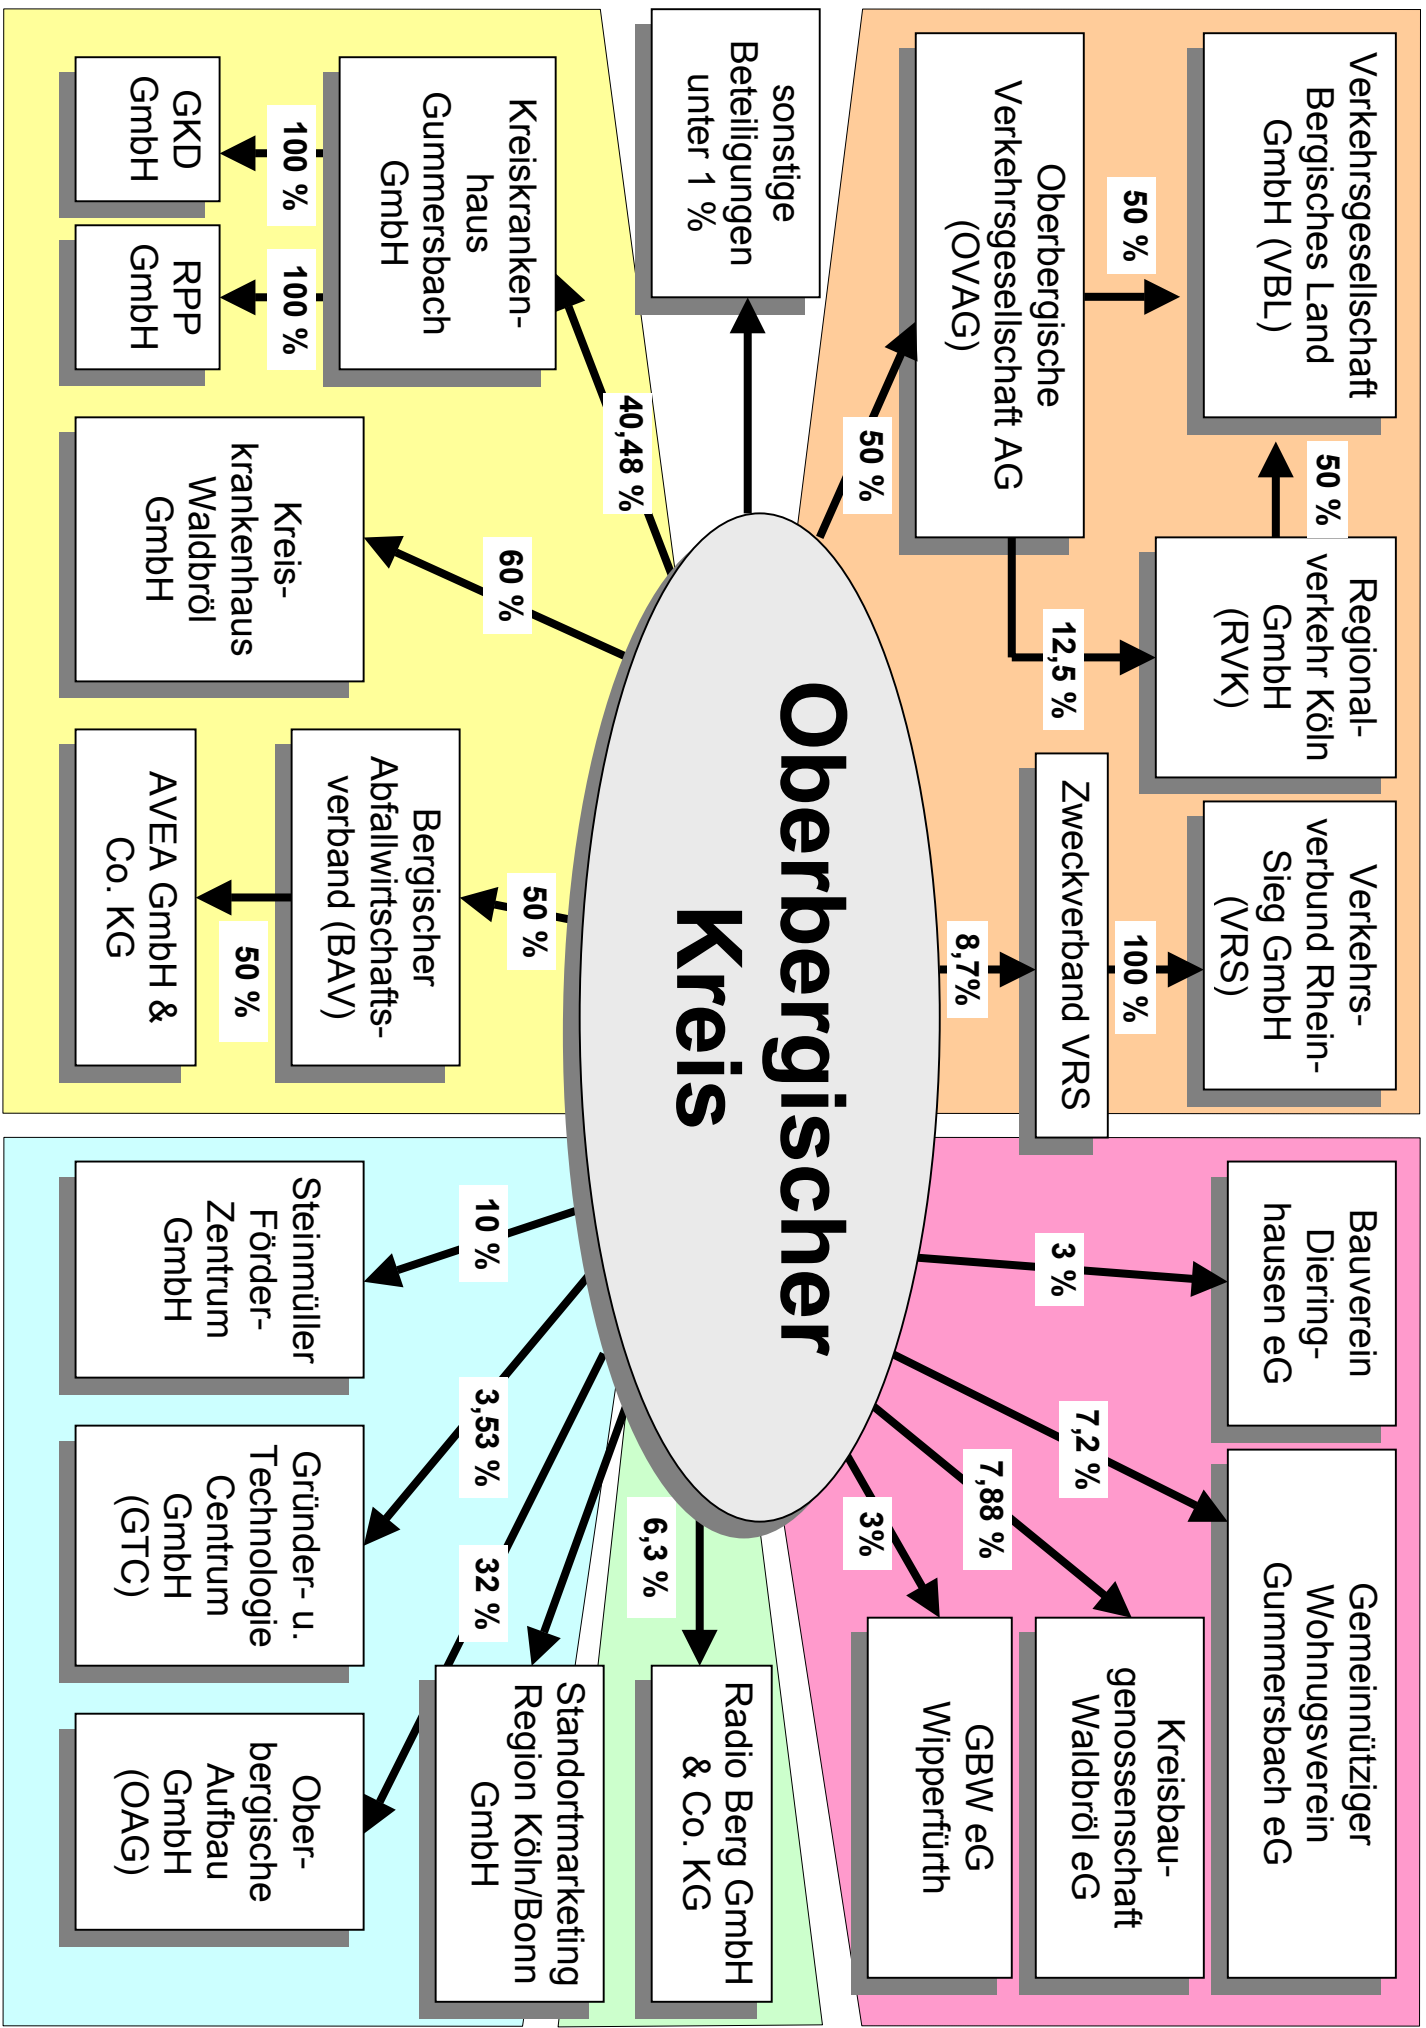 Verkehrsgesellschaft
Bergisches Land
GmbH (VBL)
50 %
Regional-
verkehr Köln
GmbH
(RVK)
Verkehrs-
verbund Rhein-
Sieg GmbH
(VRS)
Bauverein
Diering-
hausen eG
Gemeinnütziger
Wohnugsverein
Gummersbach eG
50 %
12,5 %
100 %
Oberbergische
Verkehrsgesellschaft AG
(OVAG)
Zweckverband VRS
Kreisbau-
genossenschaft
Waldbröl eG
GBW eG
Wipperfürth
50 %
8,7%
3 %
7,2 %
7,88 %
3%
sonstige
Beteiligungen
unter 1 %
Oberbergischer
Kreis
6,3 %
Radio Berg GmbH
& Co. KG
40,48 %
60 %
50 %
10 %
3,53 %
32 %
Standortmarketing
Region Köln/Bonn
GmbH
Kreiskranken-
haus
Gummersbach
GmbH
Bergischer
Abfallwirtschafts-
verband (BAV)
100 %
100 %
50 %
GKD
GmbH
RPP
GmbH
Kreis-
krankenhaus
Waldbröl
GmbH
AVEA GmbH &
Co. KG
Steinmüller
Förder-
Zentrum
GmbH
Gründer- u.
Technologie
Centrum
GmbH
(GTC)
Ober-
bergische
Aufbau
GmbH
(OAG)